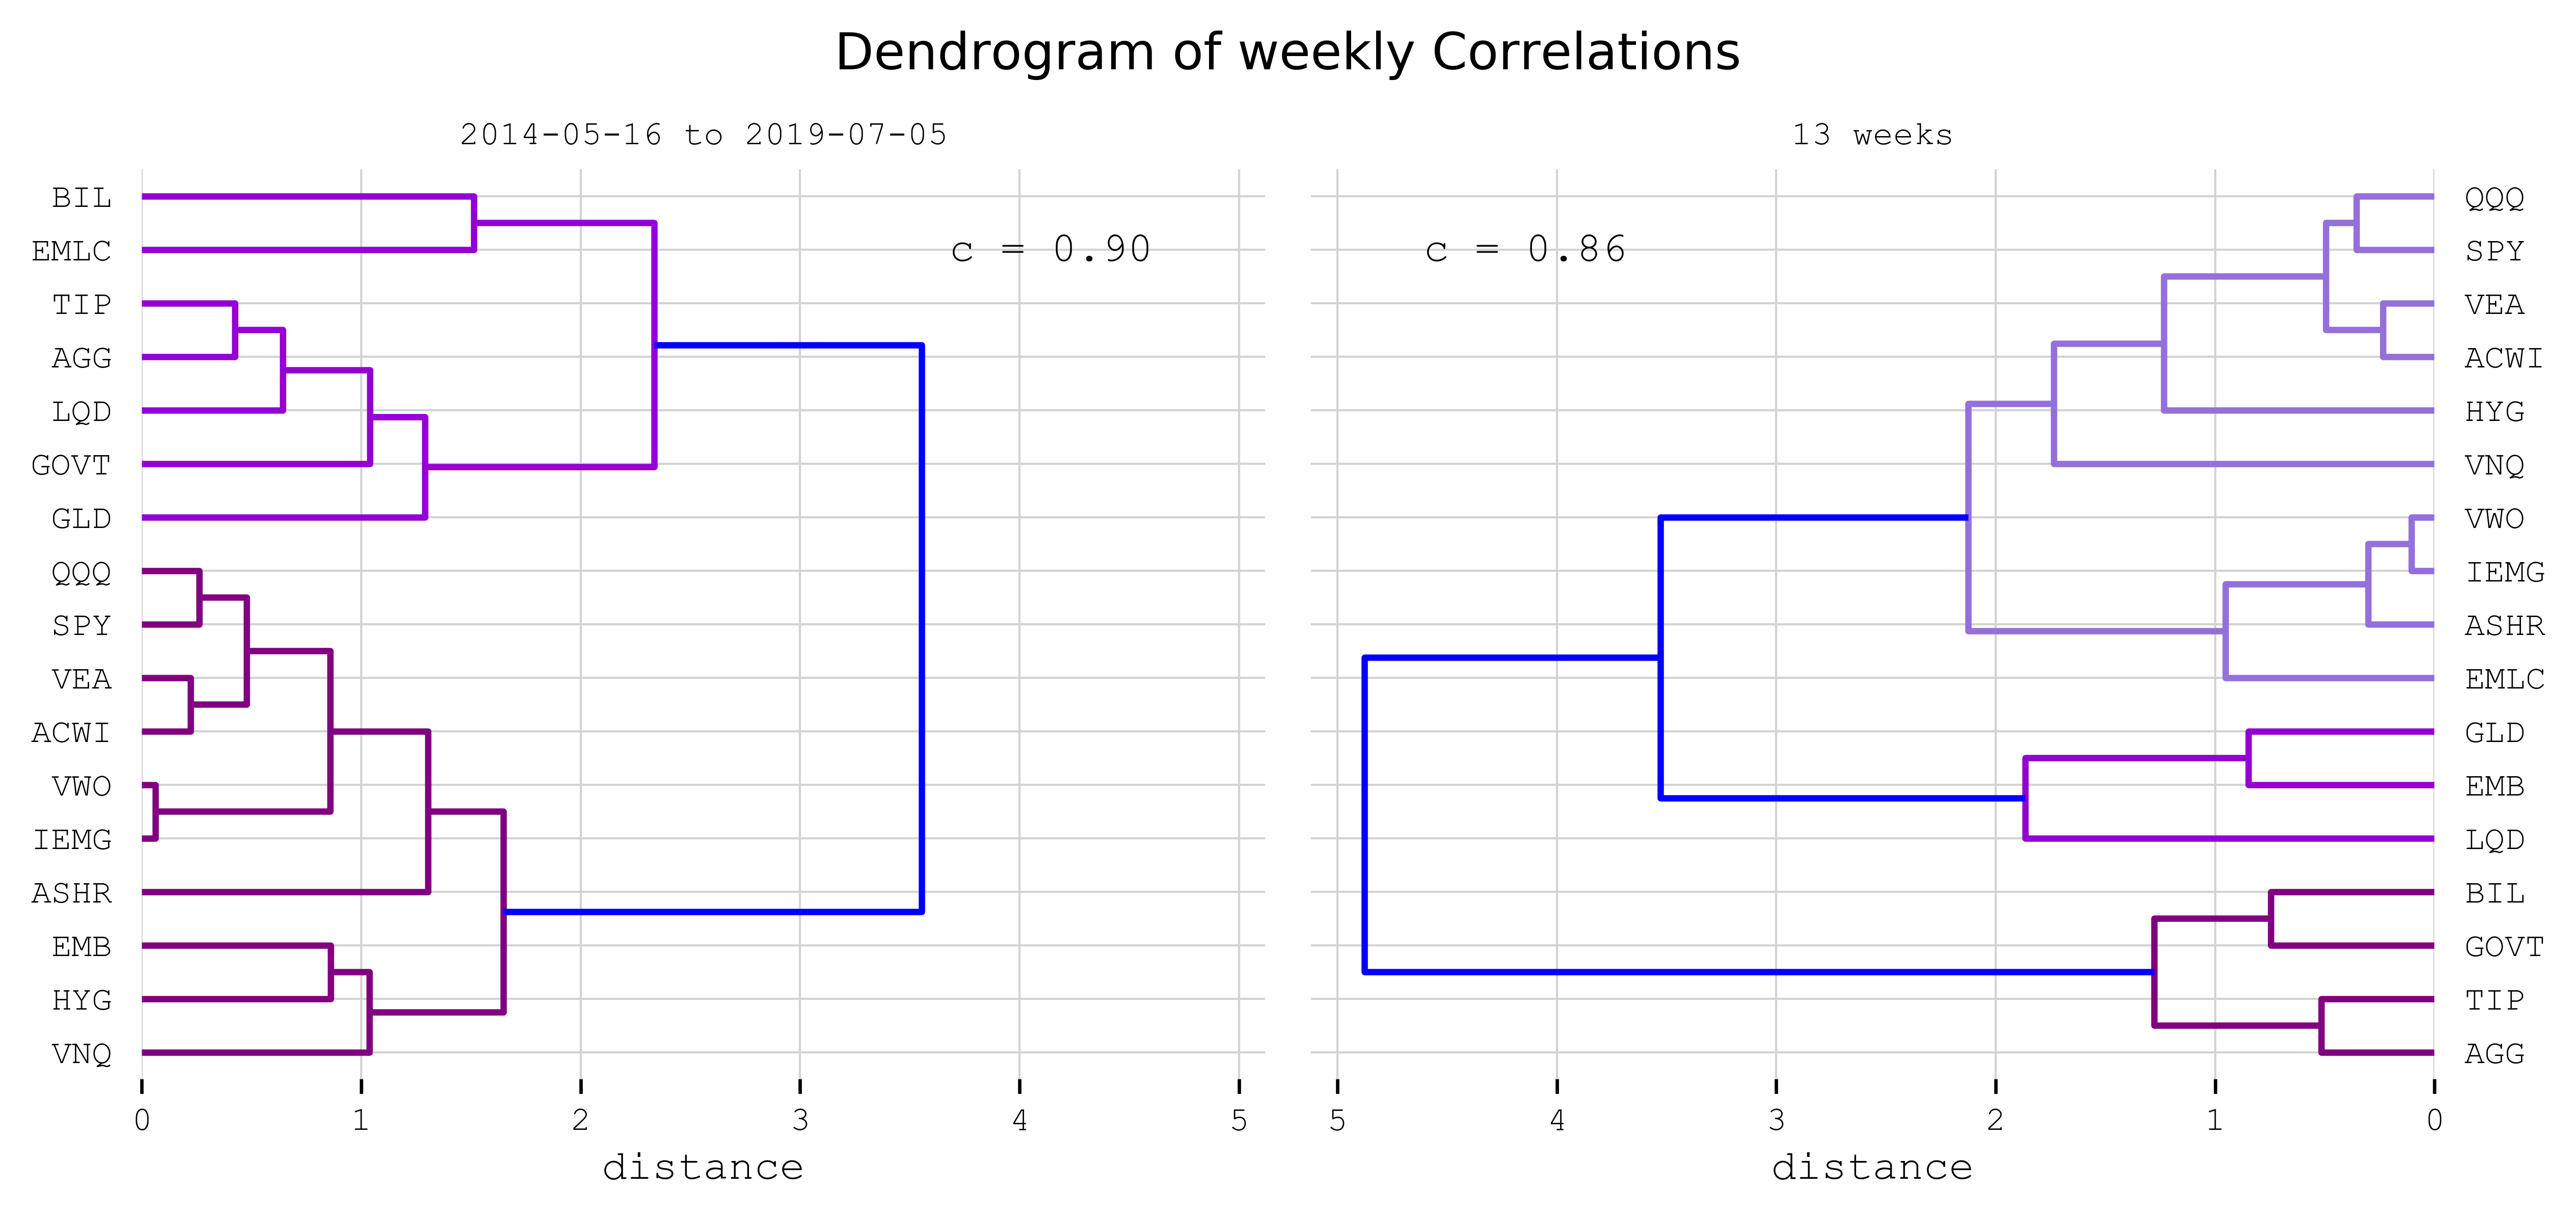 Dendrogram of weekly Correlations
2014-05-16 to 2019-07-05
BIL
EMLC
TIP
AGG
LQD
GOVT
GLD
QQQ
SPY
VEA
ACWI
VWO
IEMG
ASHR
EMB
HYG
VNQ
c = 0.90
0 1 2 3 4 5
distance
13 weeks
c = 0.86
QQQ
SPY
VEA
ACWI
HYG
VNQ
VWO
IEMG
ASHR
EMLC
GLD
EMB
LQD
BIL
GOVT
TIP
AGG
5 4 3 2 1 0
distance